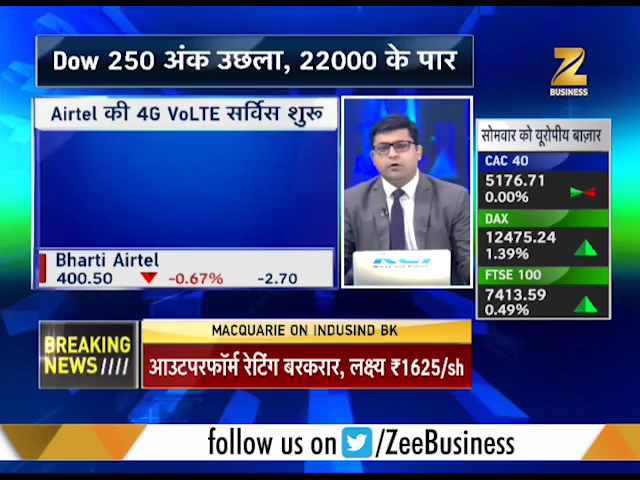 Dow 250 अंक उछला, 22000 के पार
Z
BUSINESS
Airtel की 4G VoLTE सर्विस शुरू
Bharti Airtel
400.50 -0.67% -2.70
सोमवार को यूरोपीय बाज़ार
CAC 40
5176.71
0.00%
DAX
12475.24
1.39%
FTSE 100
7413.59
0.49%
BREAKING
NEWS ////
MACQUARIE ON INDUSIND BK
आउटपरफॉर्म रेटिंग बरकरार, लक्ष्य ₹1625/sh
follow us on /ZeeBusiness